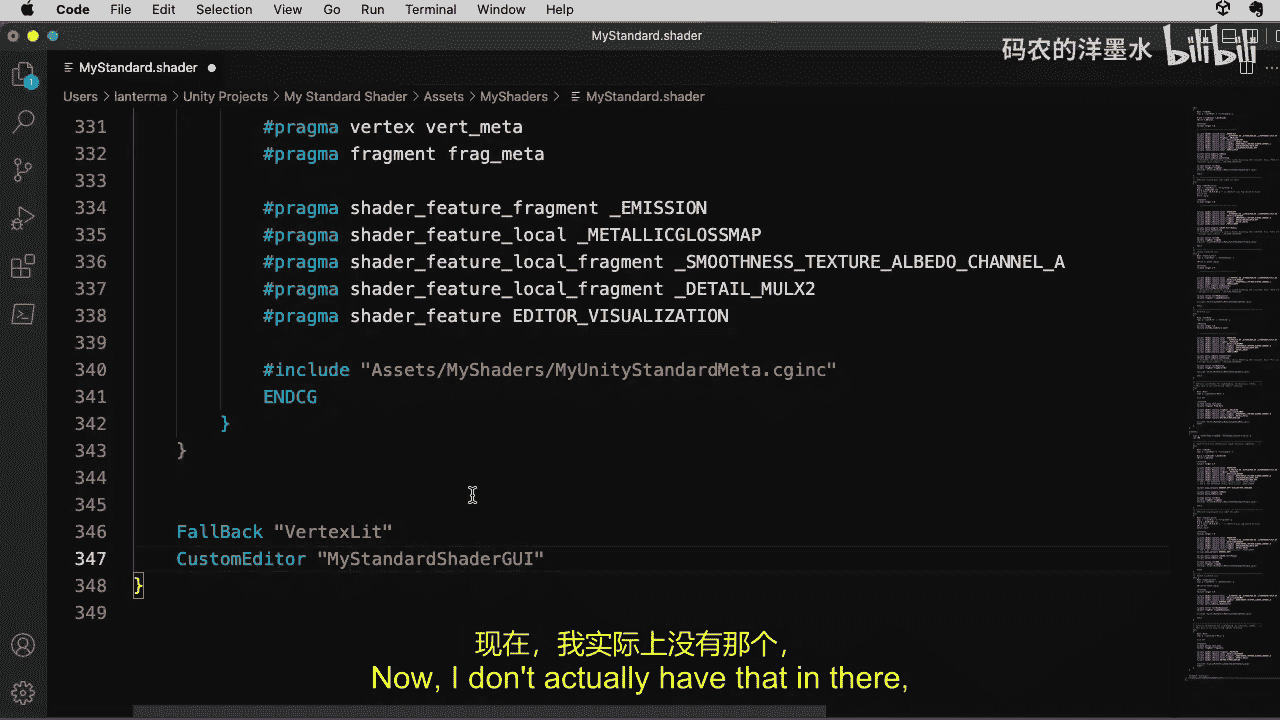 Code File Edit Selection View Go Run Terminal Window Help
MyStandard.shader
码农的洋墨水 bilibili
MyStandard.shader
1
Users > lanterma > Unity Projects > My Standard Shader > Assets > MyShaders > MyStandard.shader
331 #pragma vertex vert_meta
332 #pragma fragment frag_meta
333
334 #pragma shader_feature_fragment _EMISSION
335 #pragma shader_feature_local _METALLICGLOSSMAP
336 #pragma shader_feature_local_fragment _SMOOTHNESS_TEXTURE_ALBEDO_CHANNEL_A
337 #pragma shader_feature_local_fragment _DETAIL_MULX2
338 #pragma shader_feature EDITOR_VISUALIZATION
339
340 #include "Assets/MyShaders/MyUnityStandardMeta.cginc"
341 ENDCG
342 }
343 }
344
345
346 FallBack "VertexLit"
347 CustomEditor "MyStandardShaderGUI"
348 }
349
现在，我实际上没有那个，
Now, I don't actually have that in there,